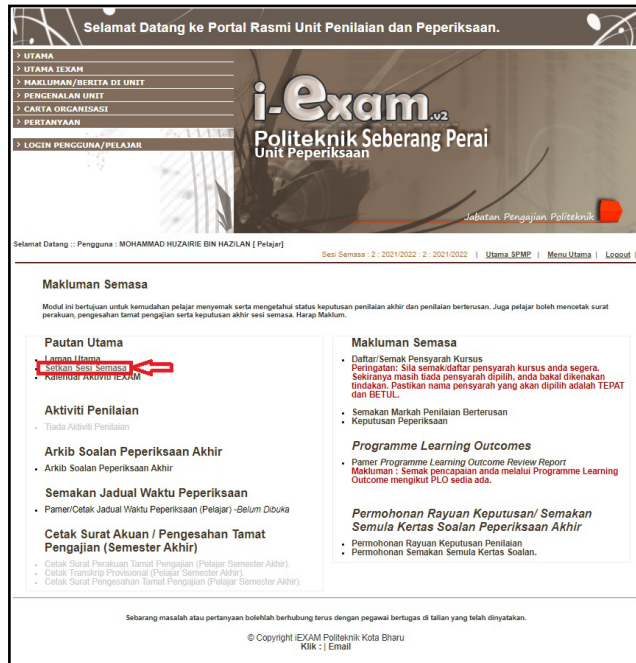 Selamat Datang ke Portal Rasmi Unit Penilaian dan Peperiksaan.
> UTAMA
> UTAMA IEXAM
> MAKLUMAN/BERITA DI UNIT
> PENGENALAN UNIT
> CARTA ORGANISASI
> PERTANYAAN
> LOGIN PENGGUNA/PELAJAR
i-Exam.v2
Politeknik Seberang Perai
Unit Peperiksaan
Jabatan Pengajian Politeknik
Selamat Datang :: Pengguna : MOHAMMAD HUZAIRIE BIN HAZILAN [ Pelajar]
Sesi Semasa : 2 : 2021/2022 : 2 : 2021/2022 | Utama SPMP | Menu Utama | Logout |
Makluman Semasa
Modul ini bertujuan untuk kemudahan pelajar menyemak serta mengetahui status keputusan penilaian akhir dan penilaian berterusan. Juga pelajar boleh mencetak surat
perakuan, pengesahan tamat pengajian serta keputusan akhir sesi semasa. Harap Maklum.
Pautan Utama
• Laman Utama
• Setkan Sesi Semasa
• Kalendar Aktiviti IEXAM
Aktiviti Penilaian
• Tiada Aktiviti Penilaian
Arkib Soalan Peperiksaan Akhir
• Arkib Soalan Peperiksaan Akhir
Semakan Jadual Waktu Peperiksaan
• Pamer/Cetak Jadual Waktu Peperiksaan (Pelajar) -Belum Dibuka
Cetak Surat Akuan / Pengesahan Tamat
Pengajian (Semester Akhir)
• Cetak Surat Perakuan Tamat Pengajian (Pelajar Semester Akhir).
• Cetak Transkrip Provisional (Pelajar Semester Akhir).
• Cetak Surat Pengesahan Tamat Pengajian (Pelajar Semester Akhir).
Makluman Semasa
• Daftar/Semak Pensyarah Kursus
Peringatan: Sila semak/daftar pensyarah kursus anda segera.
Sekiranya masih tiada pensyarah dipilih, anda bakal dikenakan
tindakan. Pastikan nama pensyarah yang akan dipilih adalah TEPAT
dan BETUL.
• Semakan Markah Penilaian Berterusan
• Keputusan Peperiksaan
Programme Learning Outcomes
• Pamer Programme Learning Outcome Review Report
Makluman : Semak pencapaian anda melalui Programme Learning
Outcome mengikut PLO sedia ada.
Permohonan Rayuan Keputusan/ Semakan
Semula Kertas Soalan Peperiksaan Akhir
• Permohonan Rayuan Keputusan Penilaian
• Permohonan Semakan Semula Kertas Soalan.
Sebarang masalah atau pertanyaan bolehlah berhubung terus dengan pegawai bertugas di talian yang telah dinyatakan.
© Copyright iEXAM Politeknik Kota Bharu
Klik : | Email